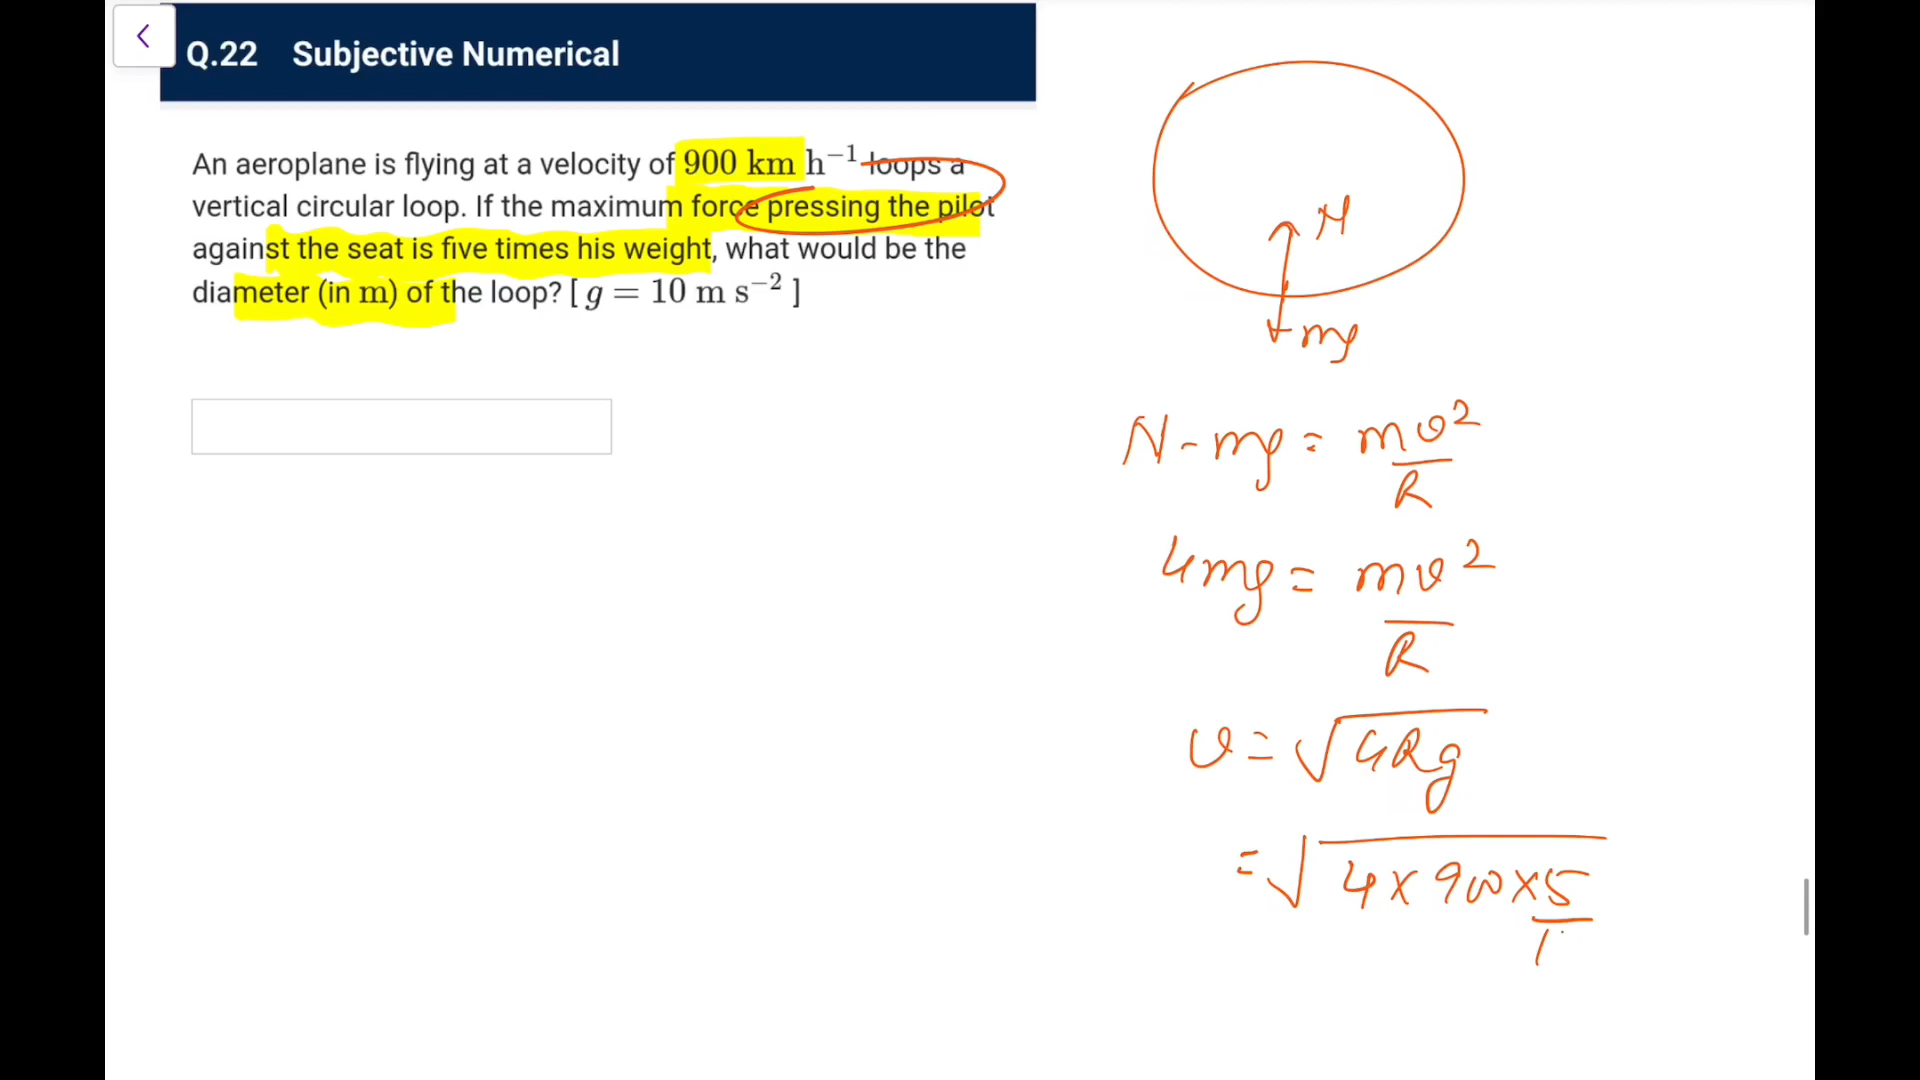 Q.22 Subjective Numerical
An aeroplane is flying at a velocity of 900 km h⁻¹ loops a
vertical circular loop. If the maximum force pressing the pilot
against the seat is five times his weight, what would be the
diameter (in m) of the loop? [ g = 10 m s⁻² ]
N
mg
N - mg = mv²/R
4mg = mv²/R
v = √4Rg
= √4 × 900 × 5/1